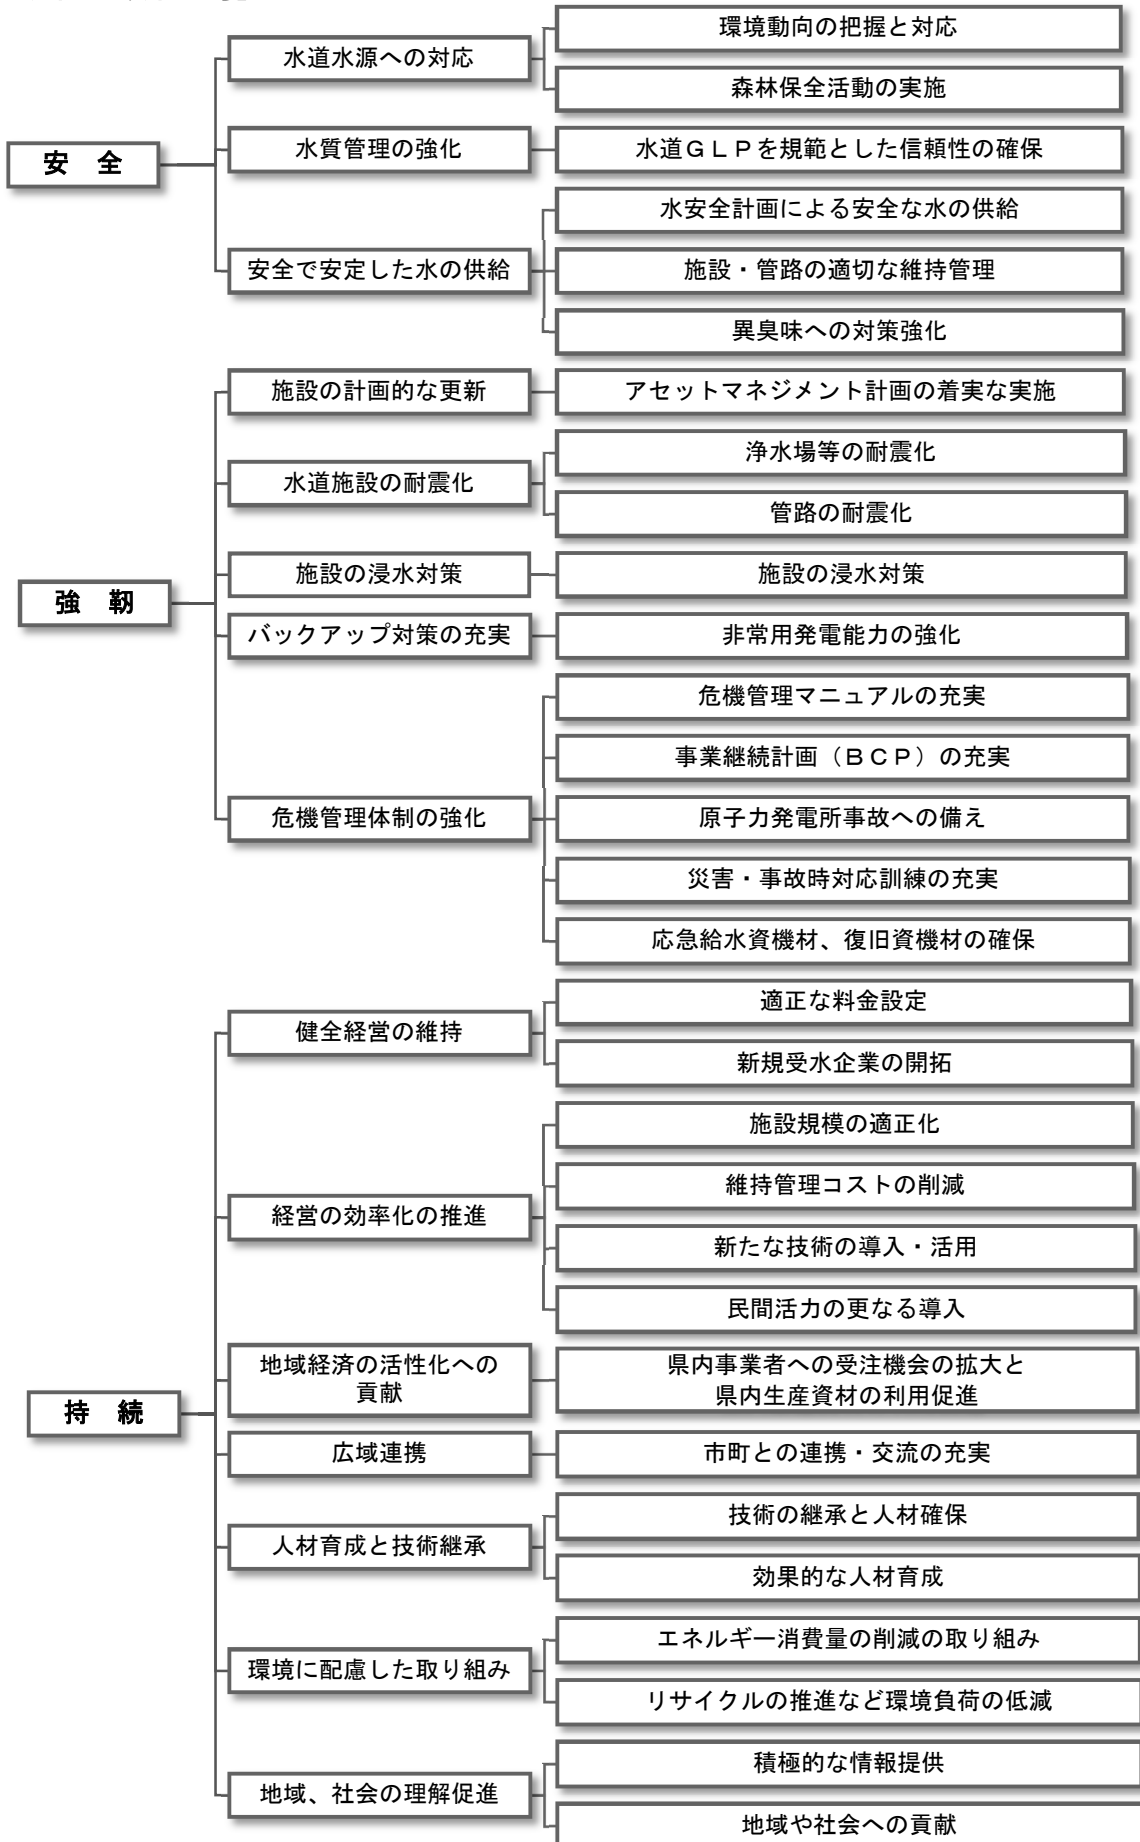 安 全
水道水源への対応
環境動向の把握と対応
森林保全活動の実施
水質管理の強化
水道GLPを規範とした信頼性の確保
安全で安定した水の供給
水安全計画による安全な水の供給
施設・管路の適切な維持管理
異臭味への対策強化
強 靭
施設の計画的な更新
アセットマネジメント計画の着実な実施
水道施設の耐震化
浄水場等の耐震化
管路の耐震化
施設の浸水対策
施設の浸水対策
バックアップ対策の充実
非常用発電能力の強化
危機管理体制の強化
危機管理マニュアルの充実
事業継続計画（BCP）の充実
原子力発電所事故への備え
災害・事故時対応訓練の充実
応急給水資機材、復旧資機材の確保
持 続
健全経営の維持
適正な料金設定
新規受水企業の開拓
経営の効率化の推進
施設規模の適正化
維持管理コストの削減
新たな技術の導入・活用
民間活力の更なる導入
地域経済の活性化への
貢献
県内事業者への受注機会の拡大と
県内生産資材の利用促進
広域連携
市町との連携・交流の充実
人材育成と技術継承
技術の継承と人材確保
効果的な人材育成
環境に配慮した取り組み
エネルギー消費量の削減の取り組み
リサイクルの推進など環境負荷の低減
地域、社会の理解促進
積極的な情報提供
地域や社会への貢献